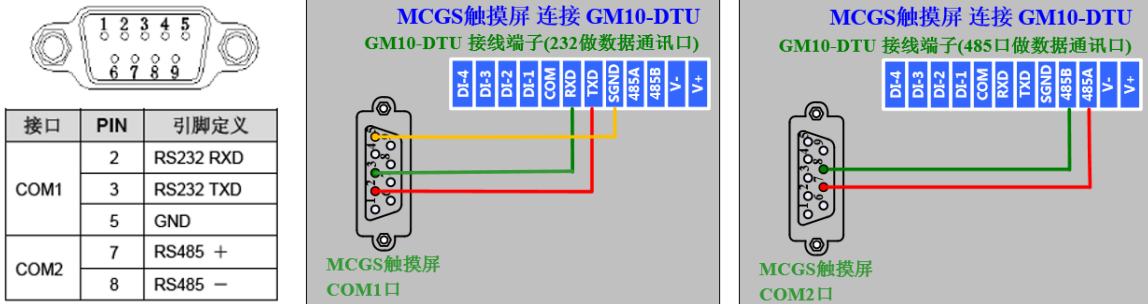 1 2 3 4 5
6 7 8 9
接口 PIN 引脚定义
COM1 2 RS232 RXD
3 RS232 TXD
5 GND
COM2 7 RS485 +
8 RS485 -
MCGS触摸屏 连接 GM10-DTU
GM10-DTU 接线端子(232做数据通讯口)
DI-4 DI-3 DI-2 DI-1 COM RXD TXD SGND 485A 485B V- V+
MCGS触摸屏
COM1口
MCGS触摸屏 连接 GM10-DTU
GM10-DTU 接线端子(485口做数据通讯口)
DI-4 DI-3 DI-2 DI-1 COM RXD TXD SGND 485B 485A V- V+
MCGS触摸屏
COM2口